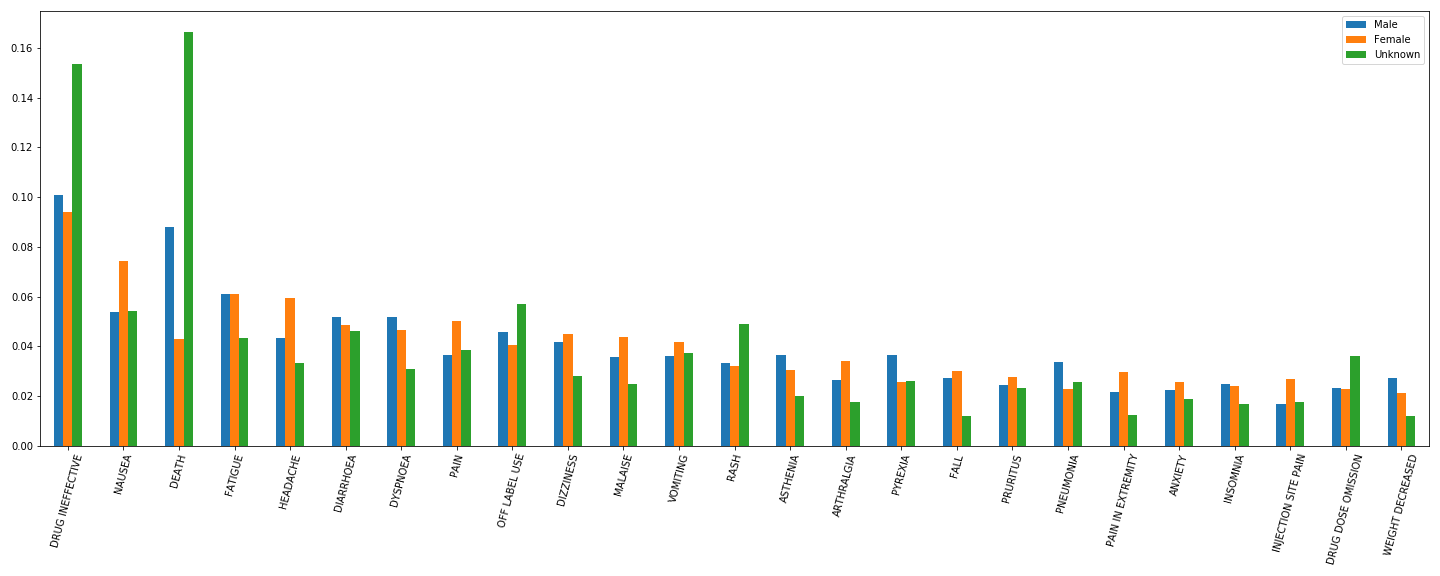 Male
Female
Unknown
0.16
0.14
0.12
0.10
0.08
0.06
0.04
0.02
0.00
DRUG INEFFECTIVE
NAUSEA
DEATH
FATIGUE
HEADACHE
DIARRHOEA
DYSPNOEA
PAIN
OFF LABEL USE
DIZZINESS
MALAISE
VOMITING
RASH
ASTHENIA
ARTHRALGIA
PYREXIA
FALL
PRURITUS
PNEUMONIA
PAIN IN EXTREMITY
ANXIETY
INSOMNIA
INJECTION SITE PAIN
DRUG DOSE OMISSION
WEIGHT DECREASED